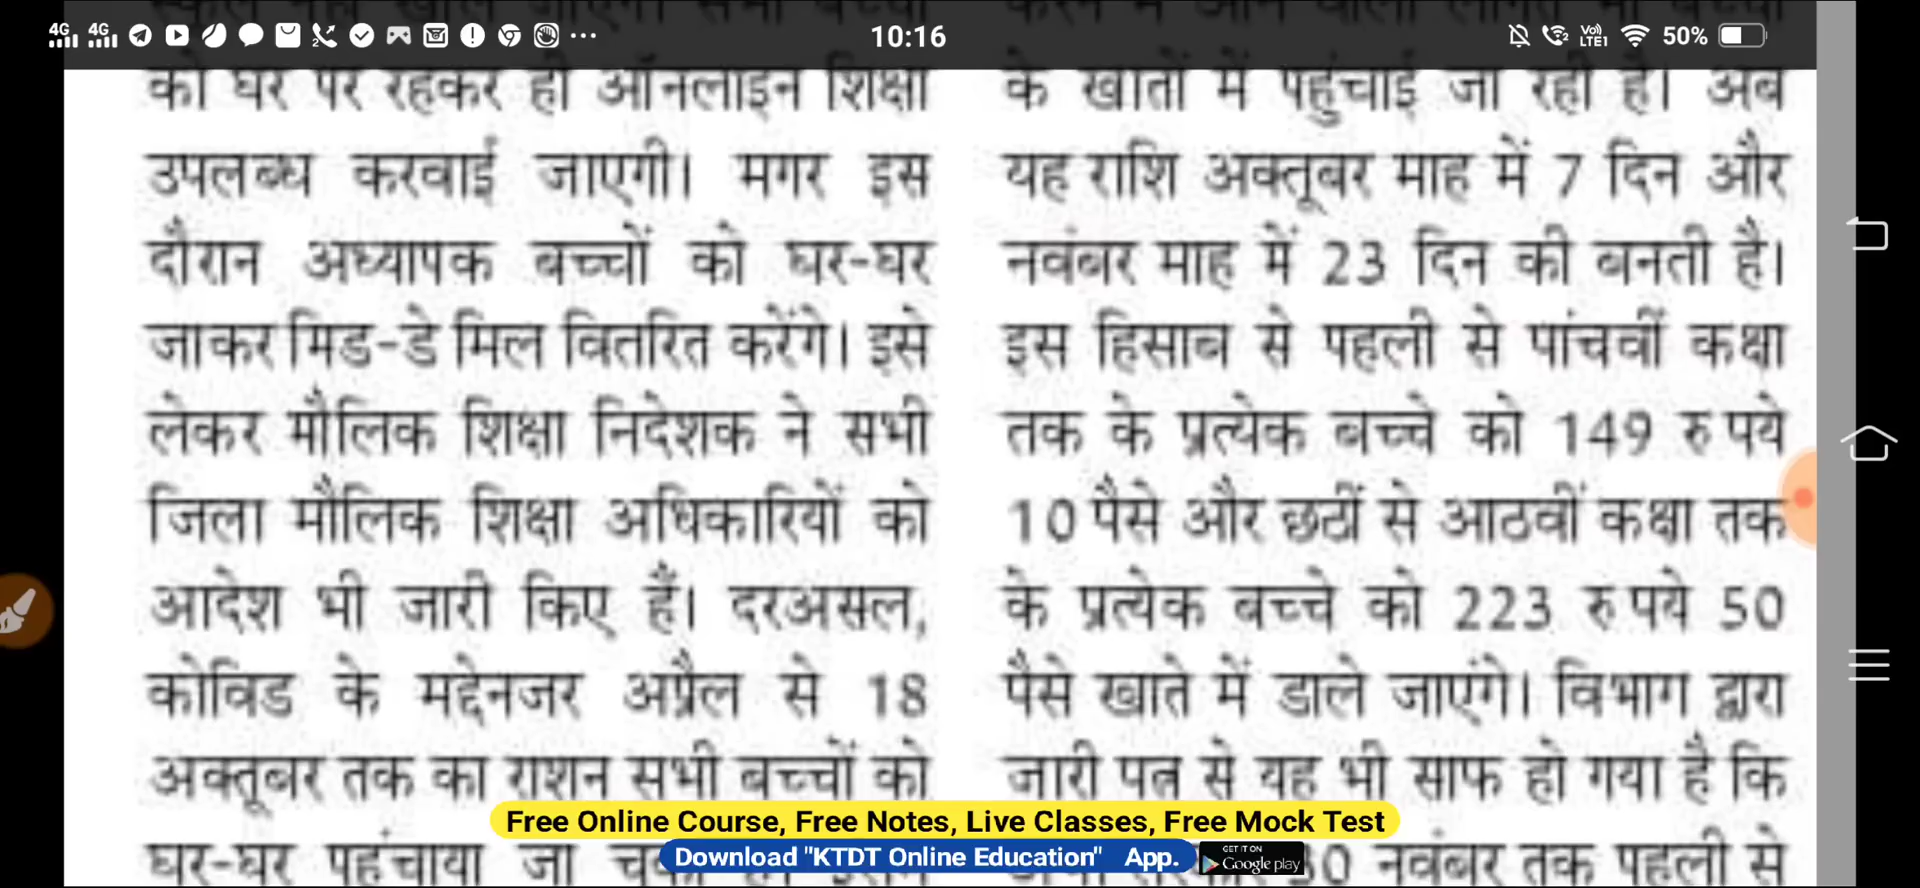 4G 4G 10:16 Vo) LTE1 50%
को घर पर रहकर ही ऑनलाइन शिक्षा
उपलब्ध करवाई जाएगी। मगर इस
दौरान अध्यापक बच्चों को घर-घर
जाकर मिड-डे मिल वितरित करेंगे। इसे
लेकर मौलिक शिक्षा निदेशक ने सभी
जिला मौलिक शिक्षा अधिकारियों को
आदेश भी जारी किए हैं। दरअसल,
कोविड के मद्देनजर अप्रैल से 18
अक्तूबर तक का राशन सभी बच्चों को
घर-घर पहुंचाया जा
के खातों में पहुंचाई जा रही है। अब
यह राशि अक्तूबर माह में 7 दिन और
नवंबर माह में 23 दिन की बनती है।
इस हिसाब से पहली से पांचवीं कक्षा
तक के प्रत्येक बच्चे को 149 रुपये
10 पैसे और छठीं से आठवीं कक्षा तक
के प्रत्येक बच्चे को 223 रुपये 50
पैसे खाते में डाले जाएंगे। विभाग द्वारा
जारी पत्र से यह भी साफ हो गया है कि
नवंबर तक पहली से
Free Online Course, Free Notes, Live Classes, Free Mock Test
Download "KTDT Online Education" App. GET IT ON Google play